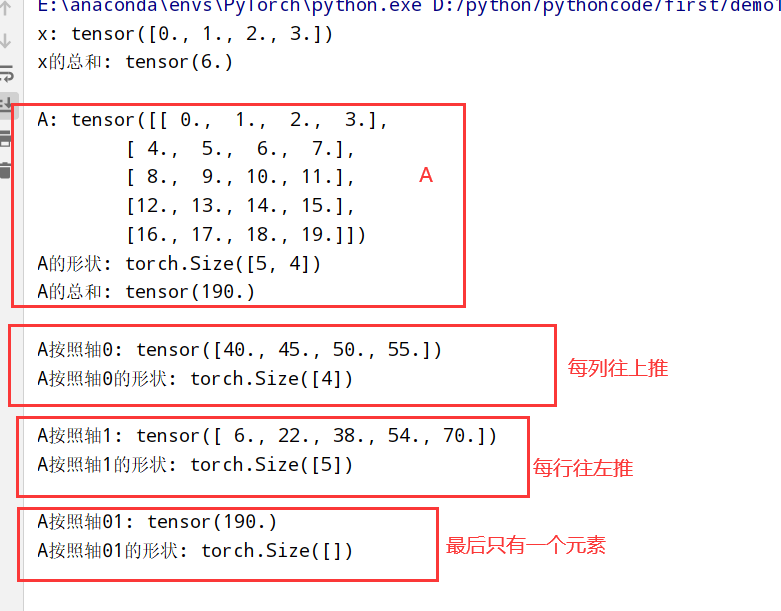 E:\anaconda\envs\PyTorch\python.exe D:/python/pythoncode/first/demo1
x: tensor([0., 1., 2., 3.])
x的总和: tensor(6.)
A: tensor([[ 0.,  1.,  2.,  3.],
        [ 4.,  5.,  6.,  7.],
        [ 8.,  9., 10., 11.],
        [12., 13., 14., 15.],
        [16., 17., 18., 19.]])
A
A的形状: torch.Size([5, 4])
A的总和: tensor(190.)
A按照轴0: tensor([40., 45., 50., 55.])
A按照轴0的形状: torch.Size([4])
每列往上推
A按照轴1: tensor([ 6., 22., 38., 54., 70.])
A按照轴1的形状: torch.Size([5])
每行往左推
A按照轴01: tensor(190.)
A按照轴01的形状: torch.Size([])
最后只有一个元素